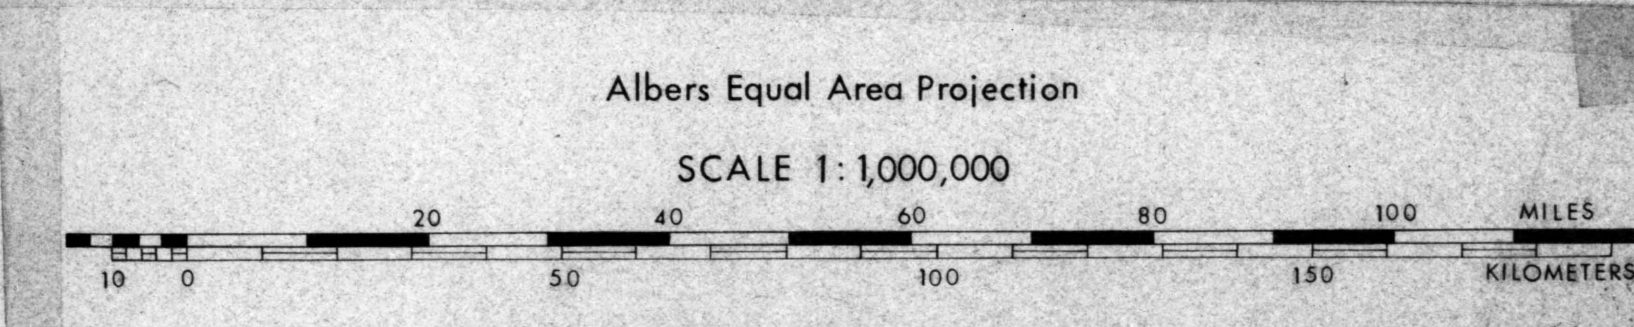 Albers Equal Area Projection
SCALE 1:1,000,000
20 40 60 80 100 MILES
10 0 50 100 150 KILOMETERS